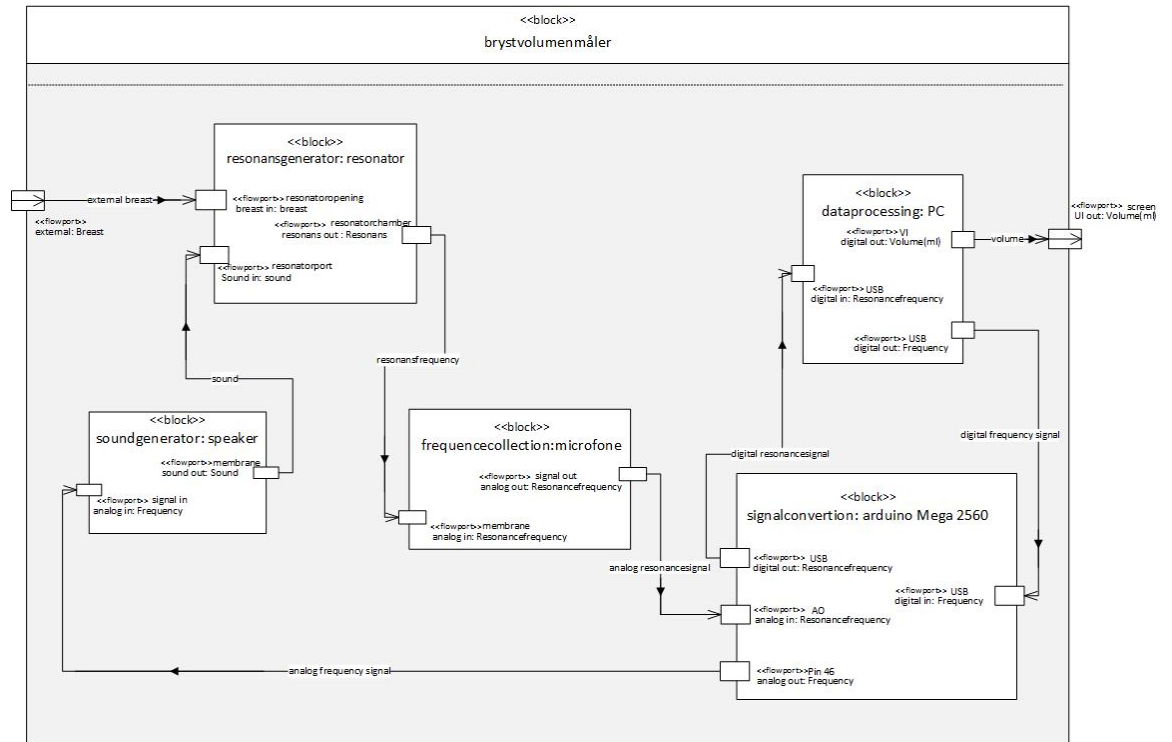 <<block>>
brystvolumenmåler
<<block>>
resonansgenerator: resonator
<<flowport>> resonatoropening
breast in: breast
<<flowport>> resonatorchamber
resonans out : Resonans
<<flowport>> resonatorport
Sound in: sound
external breast
<<flowport>>
external: Breast
<<block>>
dataprocessing: PC
<<flowport>> VI
digital out: Volume(ml)
<<flowport>> USB
digital in: Resonancefrequency
<<flowport>> USB
digital out: Frequency
volume
<<flowport>> screen
UI out: Volume(ml)
resonansfrequency
sound
<<block>>
soundgenerator: speaker
<<flowport>>membrane
sound out: Sound
<<flowport>> signal in
analog in: Frequency
<<block>>
frequencecollection:microfone
<<flowport>> signal out
analog out: Resonancefrequency
<<flowport>>membrane
analog in: Resonancefrequency
digital frequency signal
digital resonancesignal
analog resonancesignal
<<block>>
signalconvertion: arduino Mega 2560
<<flowport>> USB
digital out: Resonancefrequency
<<flowport>> USB
digital in: Frequency
<<flowport>> AO
analog in: Resonancefrequency
<<flowport>>Pin 46
analog out: Frequency
analog frequency signal